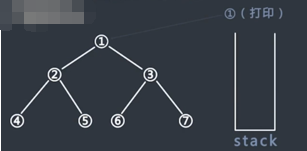 ① (打印)
①
② ③
④ ⑤ ⑥ ⑦
stack